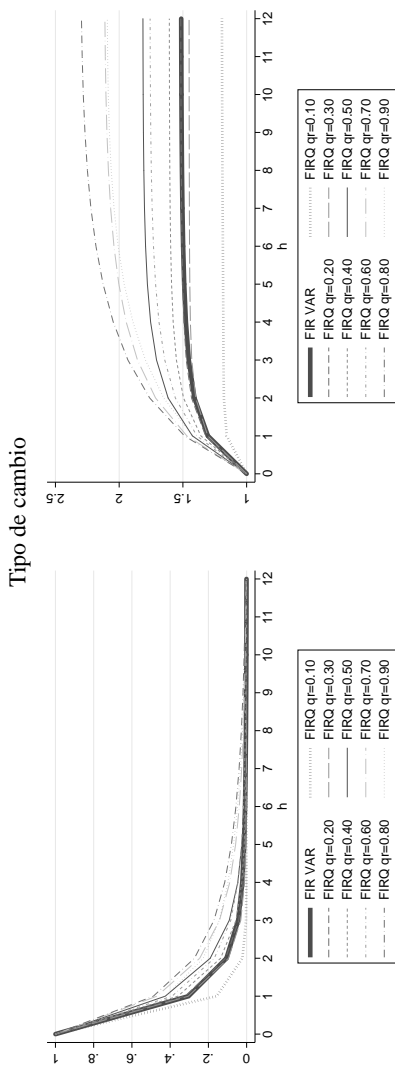 Tipo de cambio
1
.8
.6
.4
.2
0
0 1 2 3 4 5 6 7 8 9 10 11 12
h
FIR VAR FIRQ qr=0.10
FIRQ qr=0.20 FIRQ qr=0.30
FIRQ qr=0.40 FIRQ qr=0.50
FIRQ qr=0.60 FIRQ qr=0.70
FIRQ qr=0.80 FIRQ qr=0.90
2.5
2
1.5
1
0 1 2 3 4 5 6 7 8 9 10 11 12
h
FIR VAR FIRQ qr=0.10
FIRQ qr=0.20 FIRQ qr=0.30
FIRQ qr=0.40 FIRQ qr=0.50
FIRQ qr=0.60 FIRQ qr=0.70
FIRQ qr=0.80 FIRQ qr=0.90